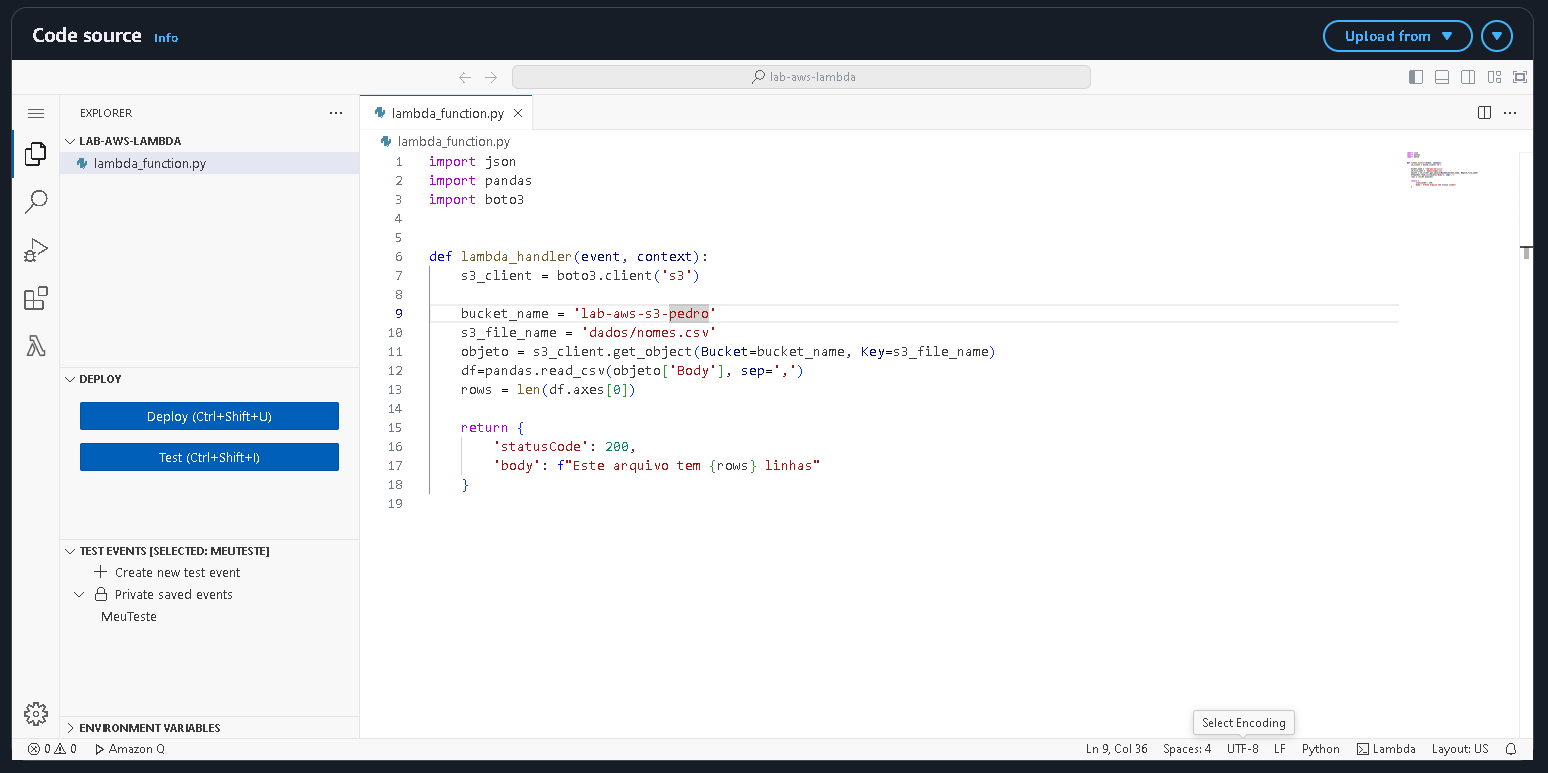 Code source Info
Upload from
lab-aws-lambda
EXPLORER
LAB-AWS-LAMBDA
lambda_function.py
DEPLOY
Deploy (Ctrl+Shift+U)
Test (Ctrl+Shift+I)
TEST EVENTS [SELECTED: MEUTESTE]
Create new test event
Private saved events
MeuTeste
ENVIRONMENT VARIABLES
lambda_function.py
lambda_function.py
1 import json
2 import pandas
3 import boto3
4
5
6 def lambda_handler(event, context):
7 s3_client = boto3.client('s3')
8
9 bucket_name = 'lab-aws-s3-pedro'
10 s3_file_name = 'dados/nomes.csv'
11 objeto = s3_client.get_object(Bucket=bucket_name, Key=s3_file_name)
12 df=pandas.read_csv(objeto['Body'], sep=',')
13 rows = len(df.axes[0])
14
15 return {
16 'statusCode': 200,
17 'body': f"Este arquivo tem {rows} linhas"
18 }
19
Select Encoding
0 0 Amazon Q Ln 9, Col 36 Spaces: 4 UTF-8 LF Python Lambda Layout: US